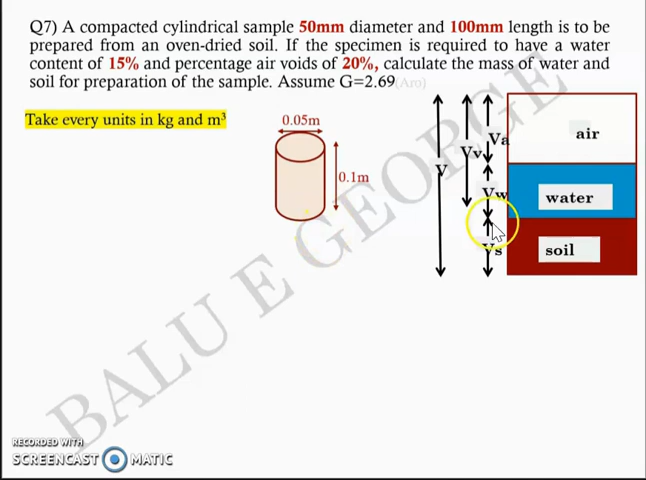 Q7) A compacted cylindrical sample 50mm diameter and 100mm length is to be
prepared from an oven-dried soil. If the specimen is required to have a water
content of 15% and percentage air voids of 20%, calculate the mass of water and
soil for preparation of the sample. Assume G=2.69(Aro)
Take every units in kg and m³
0.05m
0.1m
V
Vv
Va
Vw
Vs
air
water
soil
BALU E GEORGE
RECORDED WITH
SCREENCAST MATIC